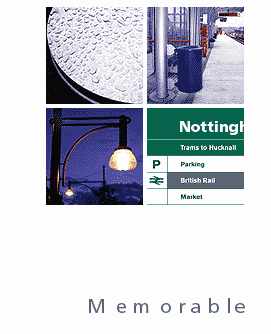 Nottingh
Trams to Hucknall
P Parking
British Rail
Market
Memorable